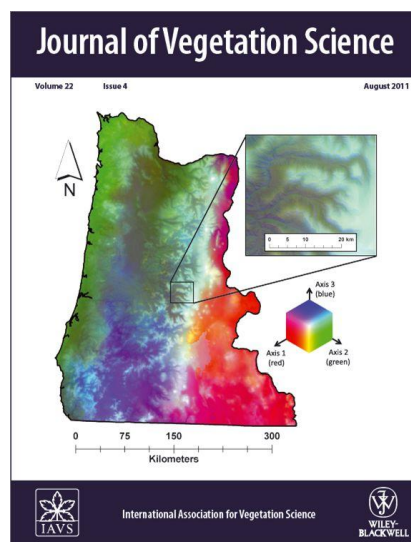 Journal of Vegetation Science
Volume 22 Issue 4 August 2011
N
0 5 10 20 km
Axis 3
(blue)
Axis 1
(red)
Axis 2
(green)
0 75 150 300
Kilometers
IAVS
International Association for Vegetation Science
WILEY-
BLACKWELL